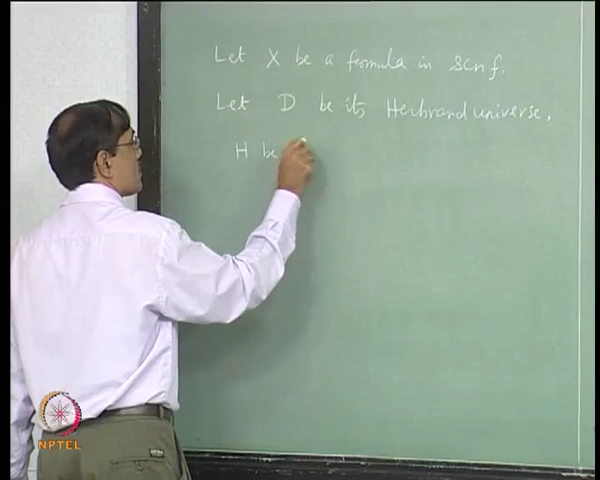 Let X be a formula in scnf.
Let D be its Herbrand universe.
H be
NPTEL